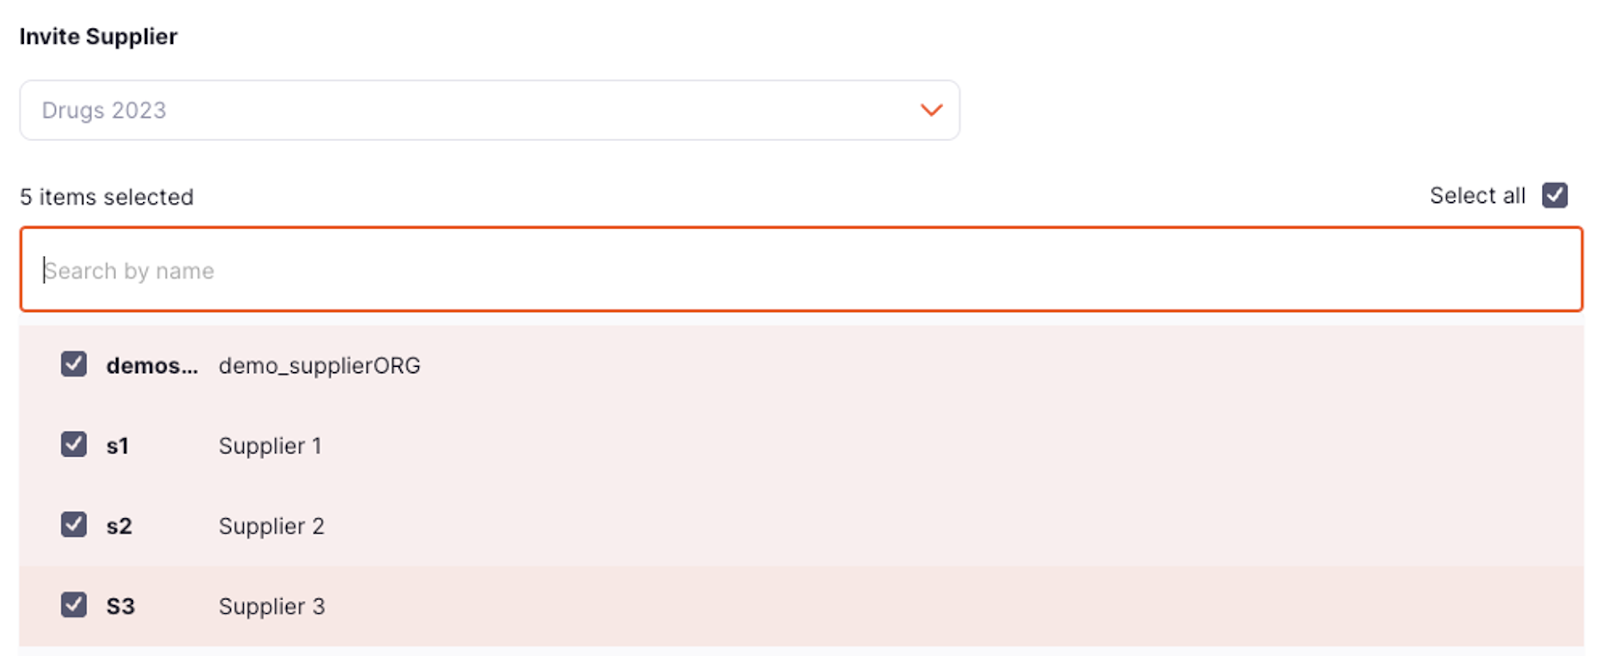 Invite Supplier
Drugs 2023
5 items selected
Select all
Search by name
demos... demo_supplierORG
s1 Supplier 1
s2 Supplier 2
S3 Supplier 3